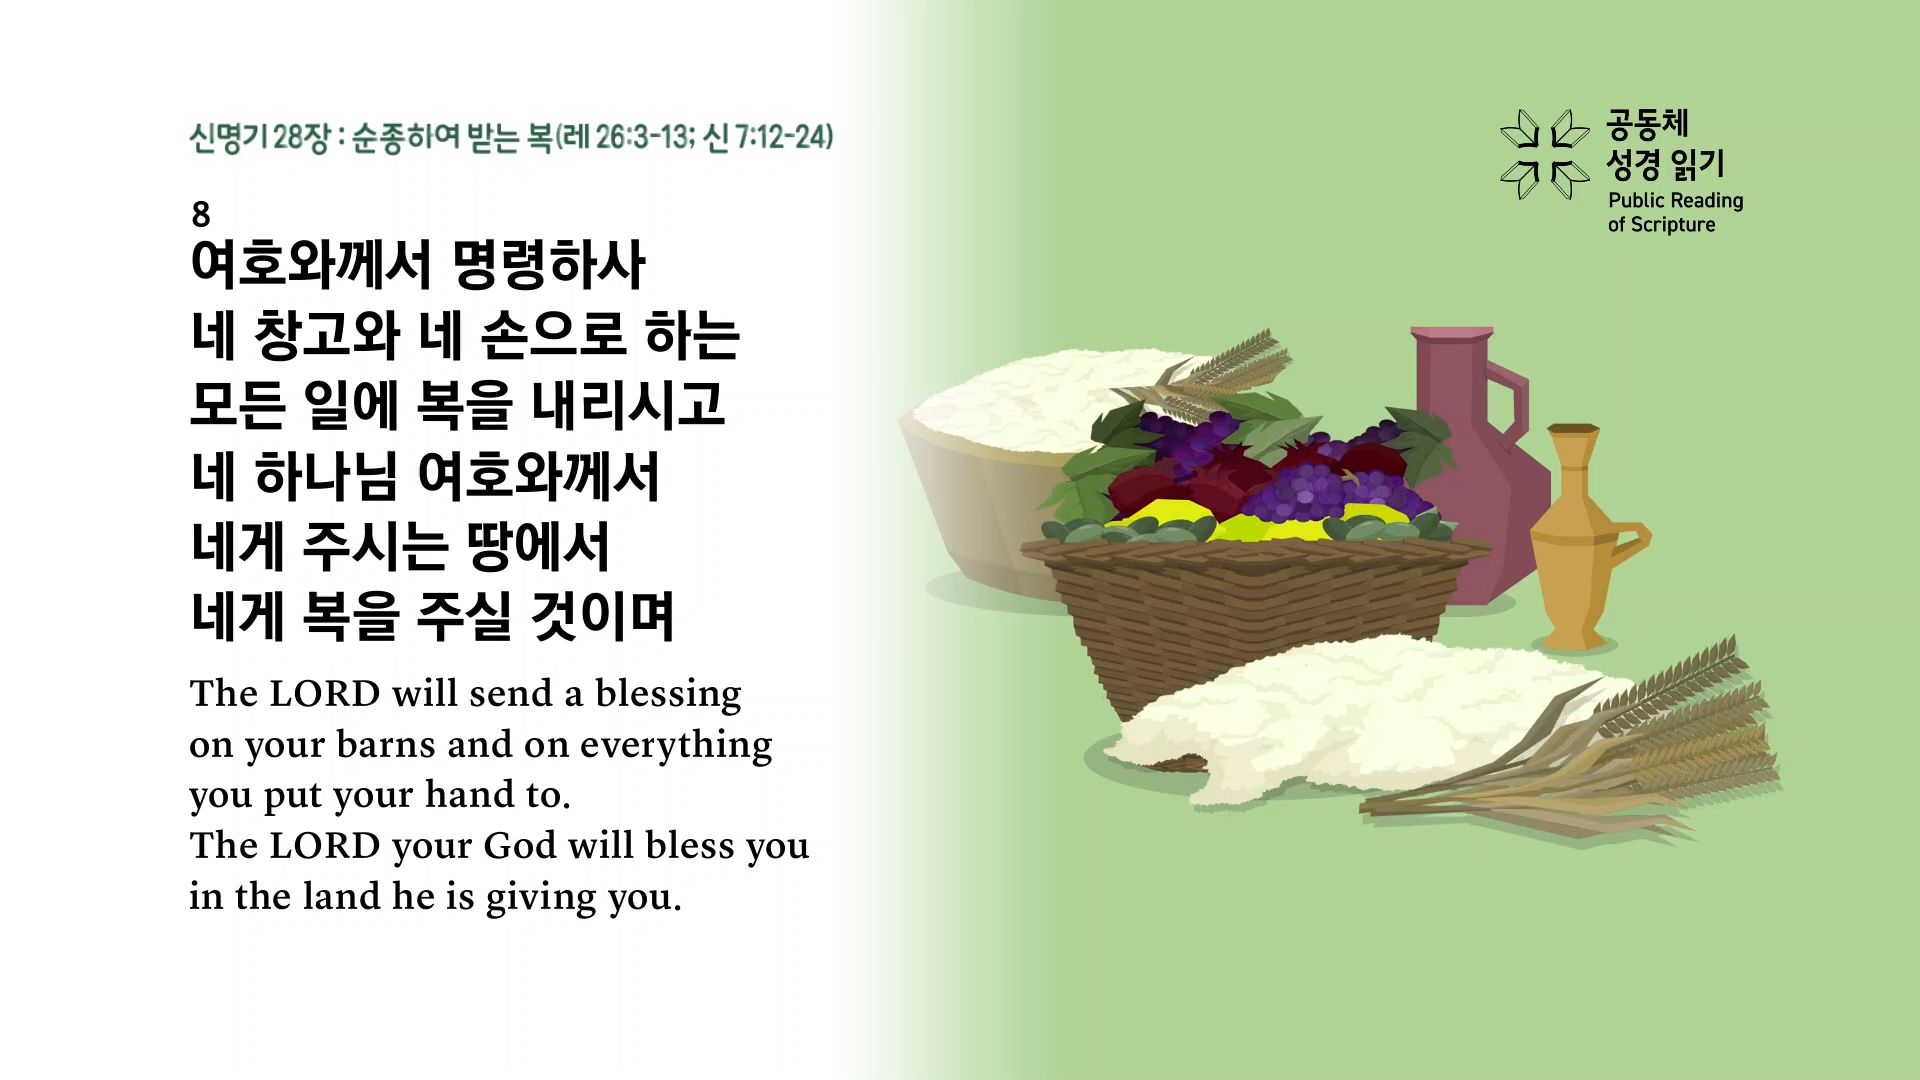 신명기 28장 : 순종하여 받는 복(레 26:3-13; 신 7:12-24)
8
여호와께서 명령하사
네 창고와 네 손으로 하는
모든 일에 복을 내리시고
네 하나님 여호와께서
네게 주시는 땅에서
네게 복을 주실 것이며
The LORD will send a blessing
on your barns and on everything
you put your hand to.
The LORD your God will bless you
in the land he is giving you.
공동체
성경 읽기
Public Reading
of Scripture